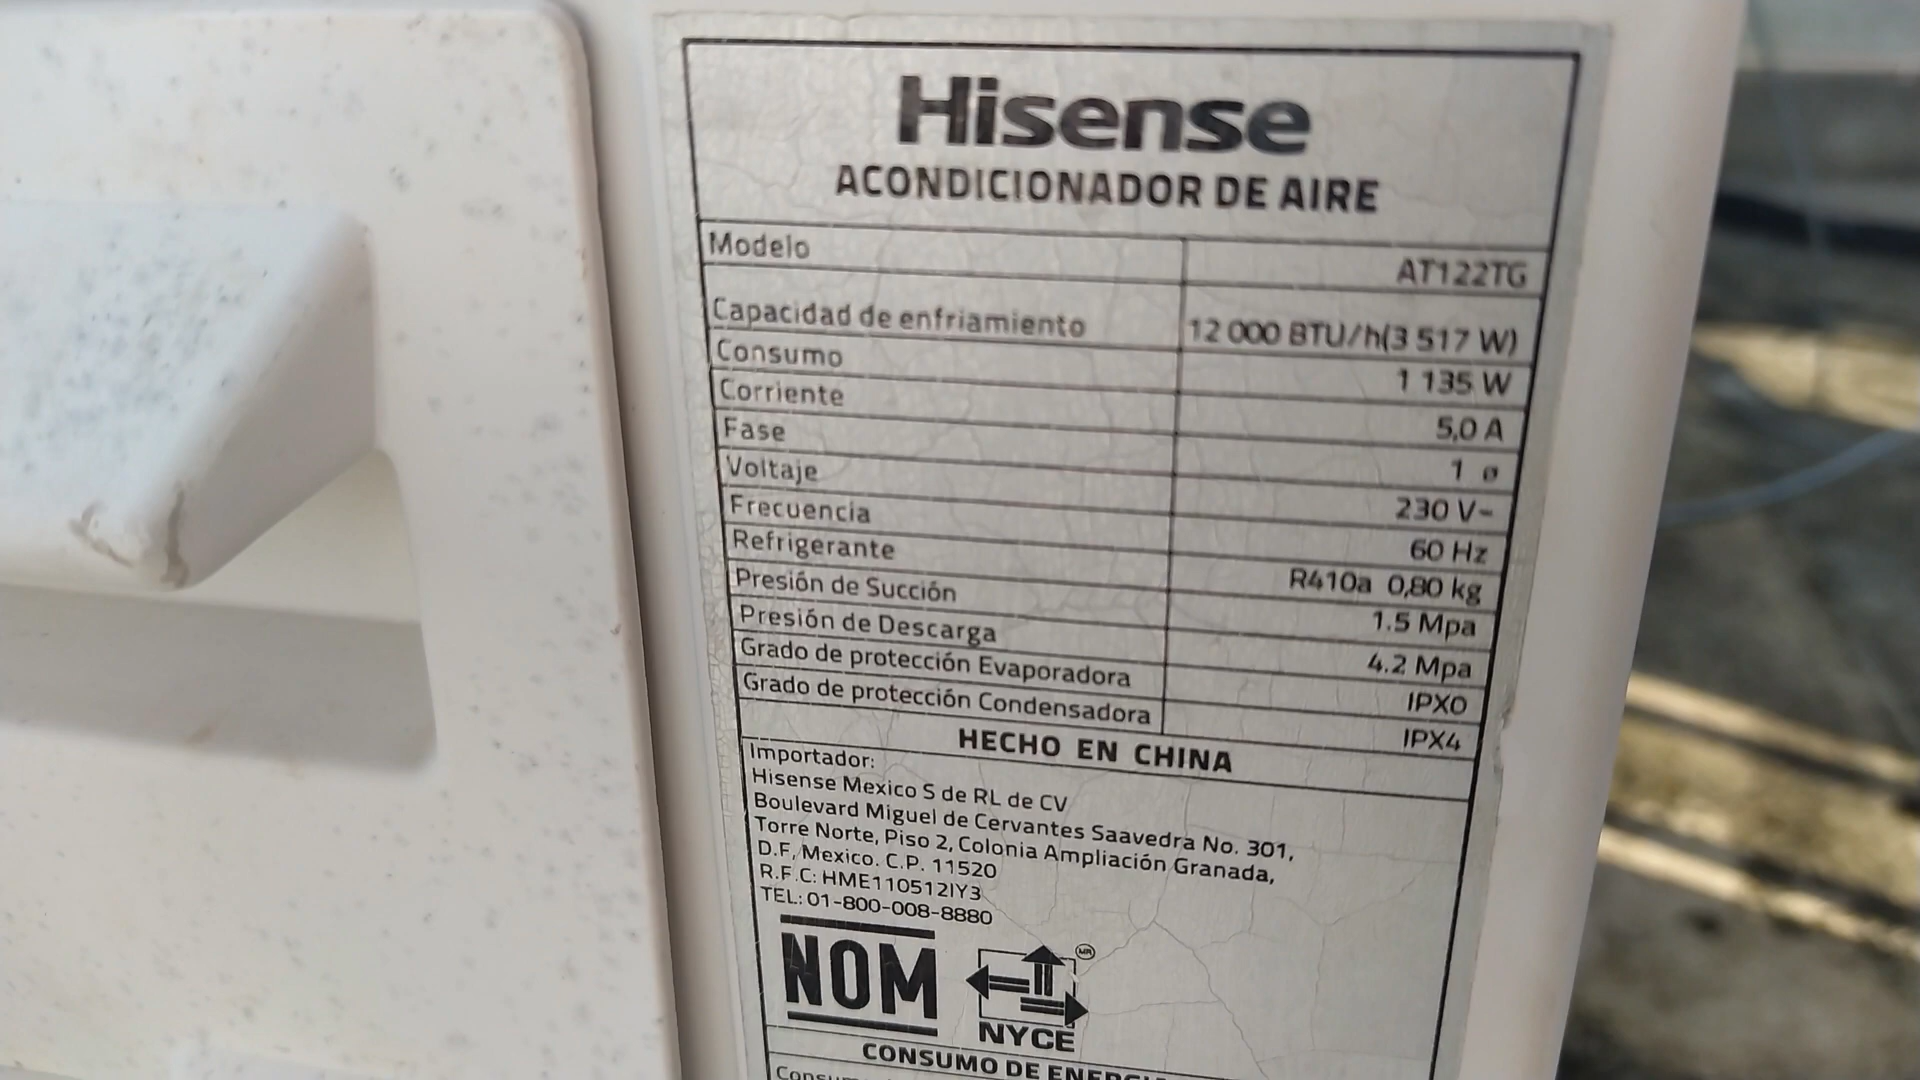 Hisense
ACONDICIONADOR DE AIRE
Modelo AT122TG
Capacidad de enfriamiento 12 000 BTU/h(3 517 W)
Consumo 1 135 W
Corriente 5,0 A
Fase 1 ø
Voltaje 230 V~
Frecuencia 60 Hz
Refrigerante R410a 0,80 kg
Presión de Succión 1.5 Mpa
Presión de Descarga 4.2 Mpa
Grado de protección Evaporadora IPX0
Grado de protección Condensadora IPX4
HECHO EN CHINA
Importador:
Hisense Mexico S de RL de CV
Boulevard Miguel de Cervantes Saavedra No. 301,
Torre Norte, Piso 2, Colonia Ampliación Granada,
D.F, Mexico. C.P. 11520
R.F.C: HME110512IY3
TEL: 01-800-008-8880
NOM
MR
NYCE
CONSUMO DE